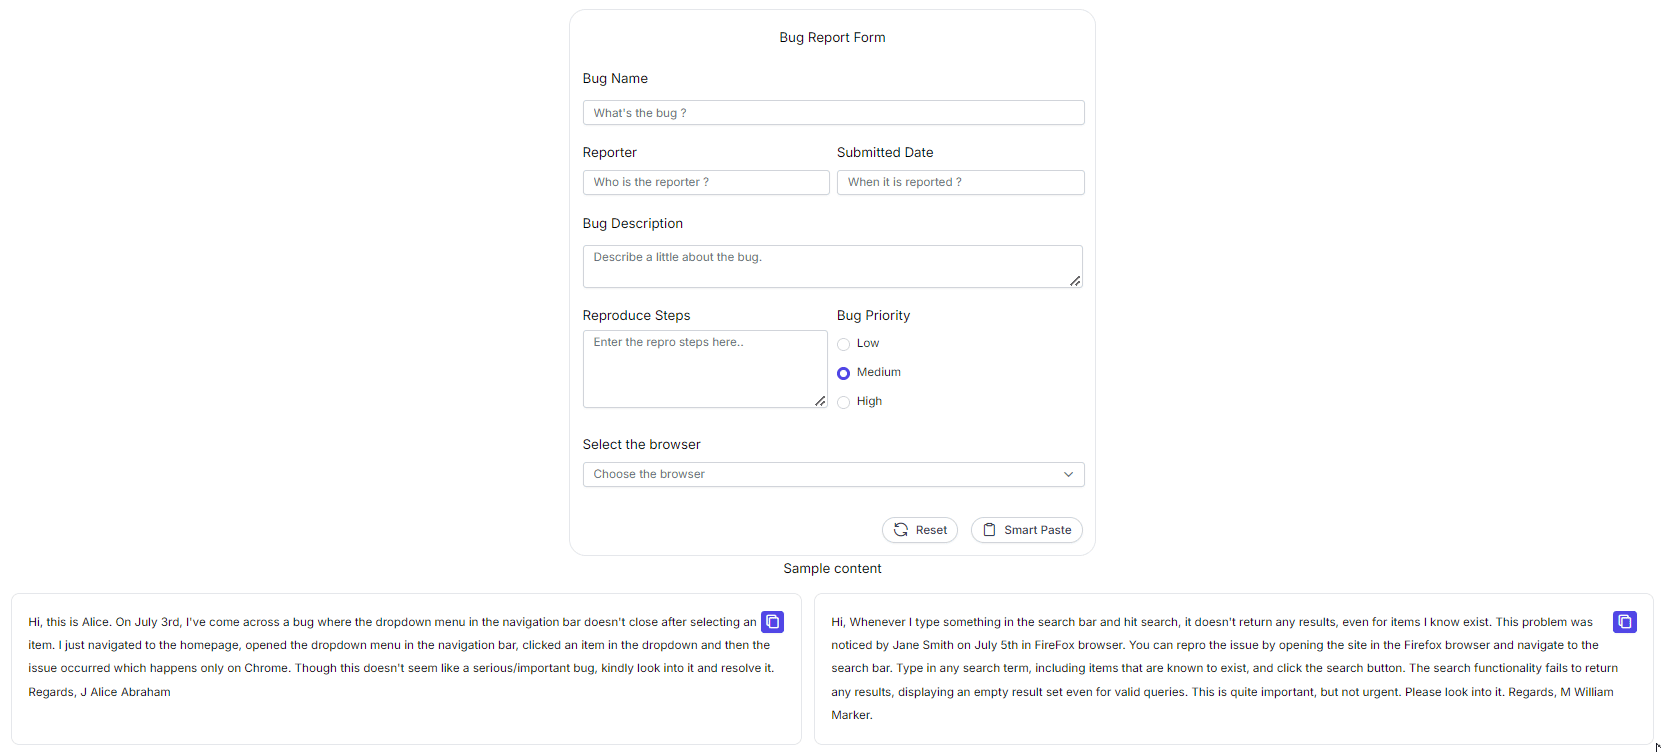 Bug Report Form
Bug Name
What's the bug ?
Reporter
Submitted Date
Who is the reporter ?
When it is reported ?
Bug Description
Describe a little about the bug.
Reproduce Steps
Bug Priority
Enter the repro steps here..
Low
Medium
High
Select the browser
Choose the browser
Reset
Smart Paste
Sample content
Hi, this is Alice. On July 3rd, I've come across a bug where the dropdown menu in the navigation bar doesn't close after selecting an
item. I just navigated to the homepage, opened the dropdown menu in the navigation bar, clicked an item in the dropdown and then the
issue occurred which happens only on Chrome. Though this doesn't seem like a serious/important bug, kindly look into it and resolve it.
Regards, J Alice Abraham
Hi, Whenever I type something in the search bar and hit search, it doesn't return any results, even for items I know exist. This problem was
noticed by Jane Smith on July 5th in FireFox browser. You can repro the issue by opening the site in the Firefox browser and navigate to the
search bar. Type in any search term, including items that are known to exist, and click the search button. The search functionality fails to return
any results, displaying an empty result set even for valid queries. This is quite important, but not urgent. Please look into it. Regards, M William
Marker.